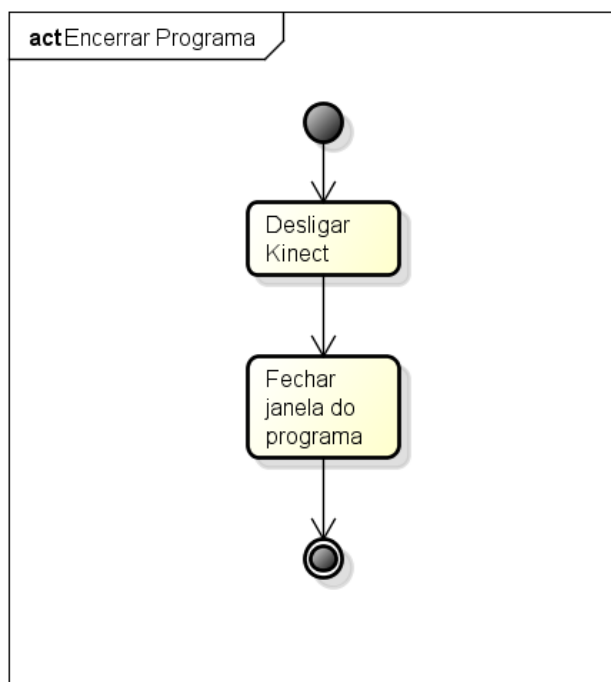 act Encerrar Programa
Desligar
Kinect
Fechar
janela do
programa